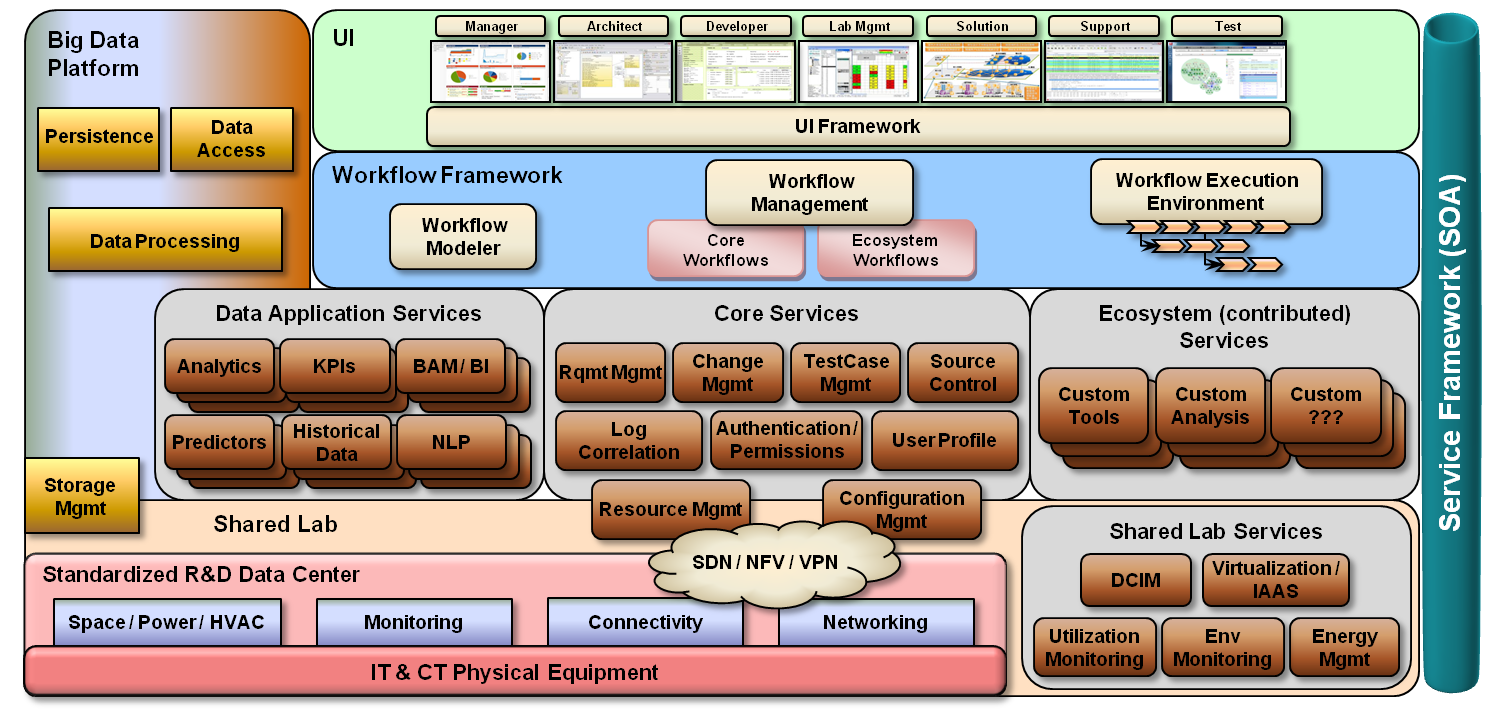 Big Data
Platform
Persistence
Data
Access
Data Processing
Storage
Mgmt
UI
Manager
Architect
Developer
Lab Mgmt
Solution
Support
Test
UI Framework
Workflow Framework
Workflow
Modeler
Workflow
Management
Core
Workflows
Ecosystem
Workflows
Workflow Execution
Environment
Data Application Services
Analytics
KPIs
BAM / BI
Predictors
Historical
Data
NLP
Core Services
Rqmt Mgmt
Change
Mgmt
TestCase
Mgmt
Source
Control
Log
Correlation
Authentication /
Permissions
User Profile
Resource Mgmt
Configuration
Mgmt
Ecosystem (contributed)
Services
Custom
Tools
Custom
Analysis
Custom
???
Shared Lab
SDN / NFV / VPN
Standardized R&D Data Center
Space / Power / HVAC
Monitoring
Connectivity
Networking
IT & CT Physical Equipment
Shared Lab Services
DCIM
Virtualization /
IAAS
Utilization
Monitoring
Env
Monitoring
Energy
Mgmt
Service Framework (SOA)